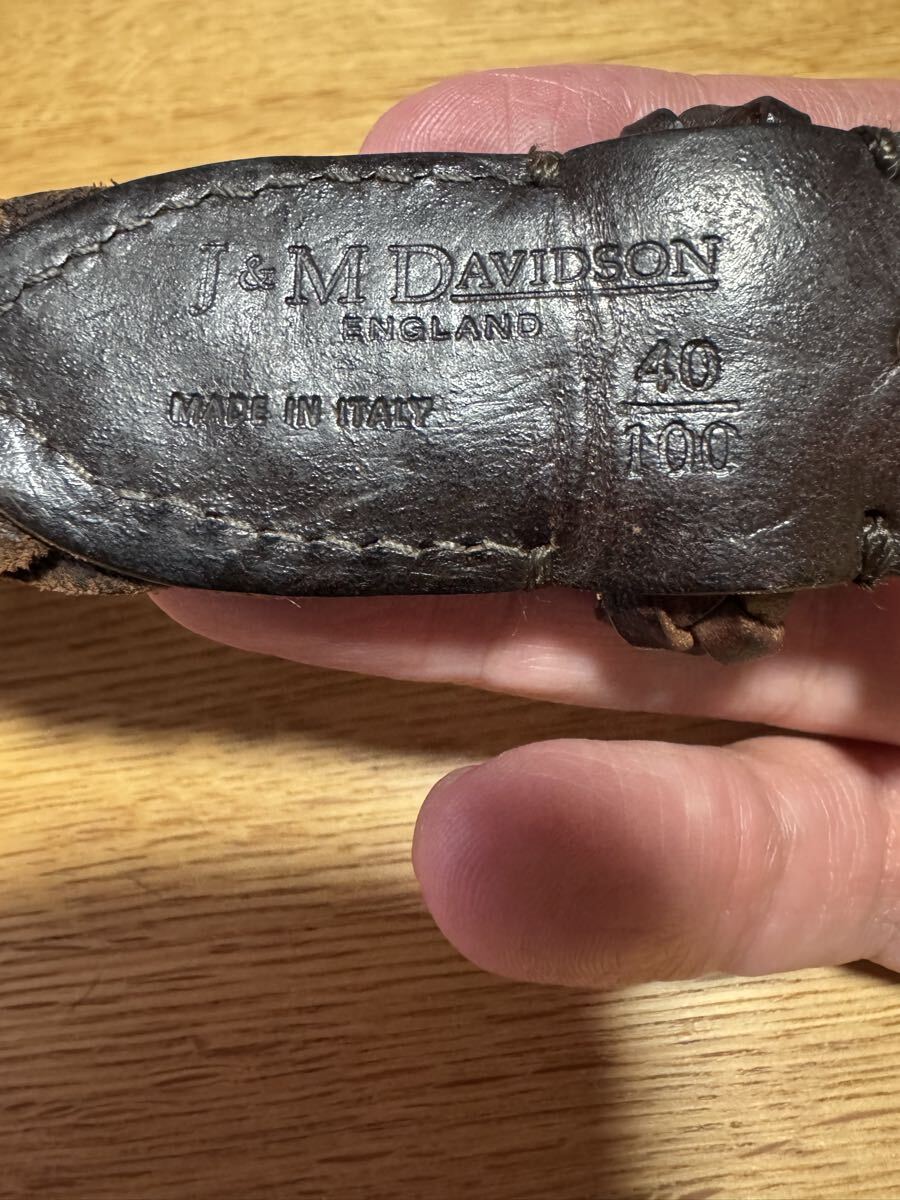 J & M DAVIDSON
ENGLAND
MADE IN ITALY
40
100